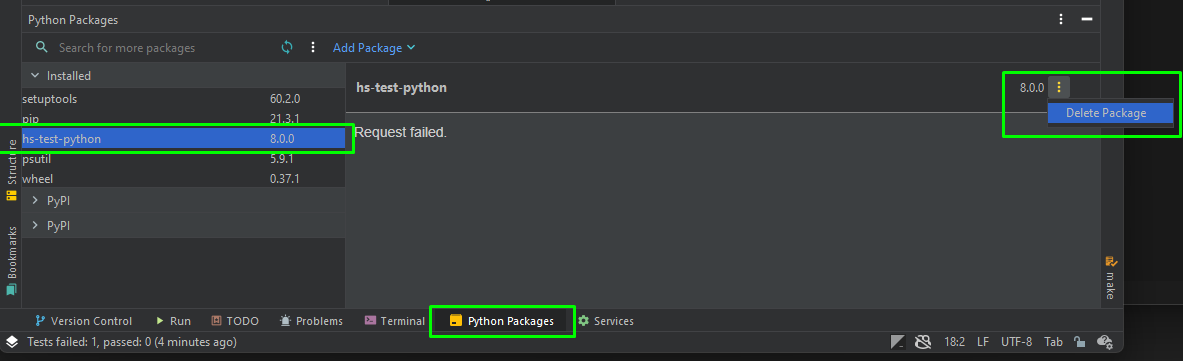 Python Packages
Search for more packages
Add Package
Installed
setuptools 60.2.0
pip 21.3.1
hs-test-python 8.0.0
psutil 5.9.1
wheel 0.37.1
PyPI
PyPI
hs-test-python 8.0.0
Delete Package
Request failed.
Structure
Bookmarks
make
Version Control Run TODO Problems Terminal Python Packages Services
Tests failed: 1, passed: 0 (4 minutes ago) 18:2 LF UTF-8 Tab